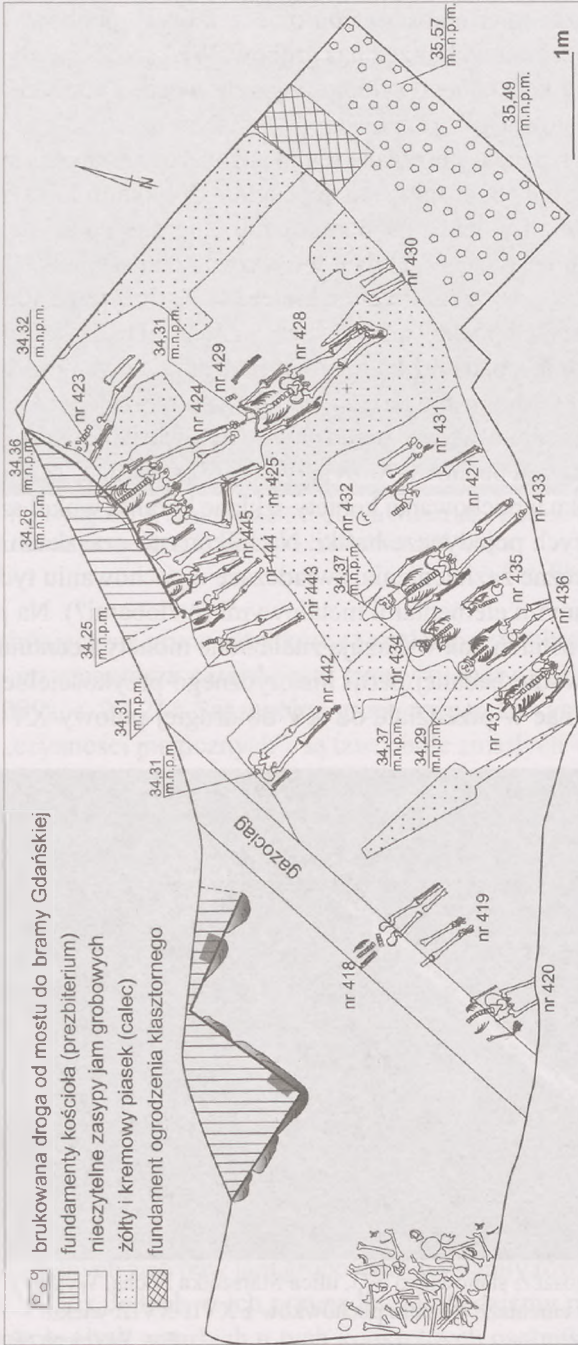 brukowana droga od mostu do bramy Gdańskiej
fundamenty kościoła (prezbiterium)
nieczytelne zasypy jam grobowych
żółty i kremowy piasek (calec)
fundament ogrodzenia klasztornego
34,31
m.n.p.m.
34,31
m.n.p.m.
34,25
m.n.p.m.
34,25
m.n.p.m.
34,36
m.n.p.m.
34,32
m.n.p.m.
nr 423
34,31
m.n.p.m.
N
35,57
m. n.p.m.
35,49
m.n.p.m.
1m
gazociąg
nr 442
nr 443
nr 444
nr 445
nr 425
nr 424
nr 429
nr 428
nr 430
nr 432
34,37
m.n.p.m.
nr 431
nr 421
nr 433
nr 434
nr 435
nr 436
34,37
m.n.p.m.
34,29
m.n.p.m.
nr 437
nr 418
nr 419
nr 420